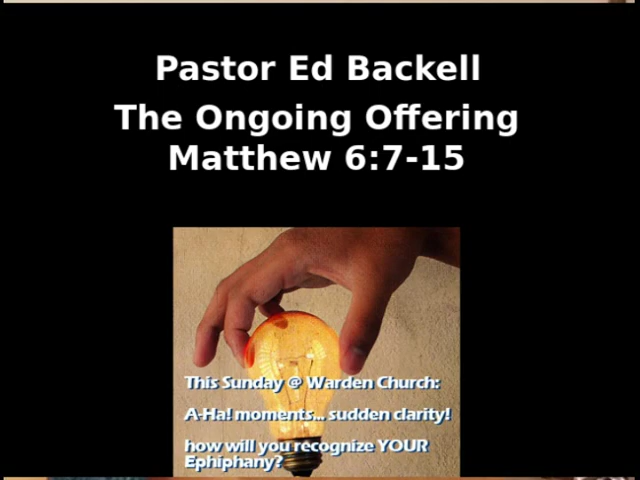 Pastor Ed Backell
The Ongoing Offering
Matthew 6:7-15
This Sunday @ Warden Church:
A-Ha! moments... sudden clarity!
how will you recognize YOUR
Ephiphany?